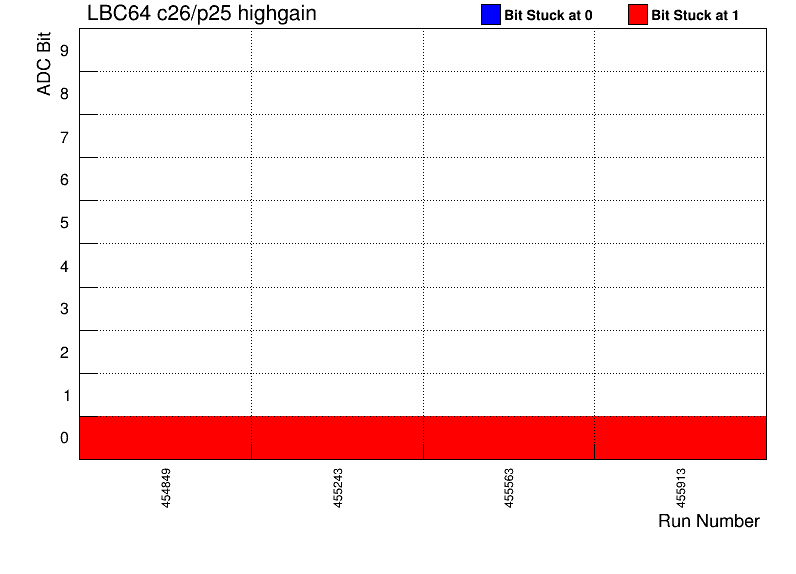 LBC64 c26/p25 highgain
Bit Stuck at 0
Bit Stuck at 1
ADC Bit
9
8
7
6
5
4
3
2
1
0
454849
455243
455563
455913
Run Number